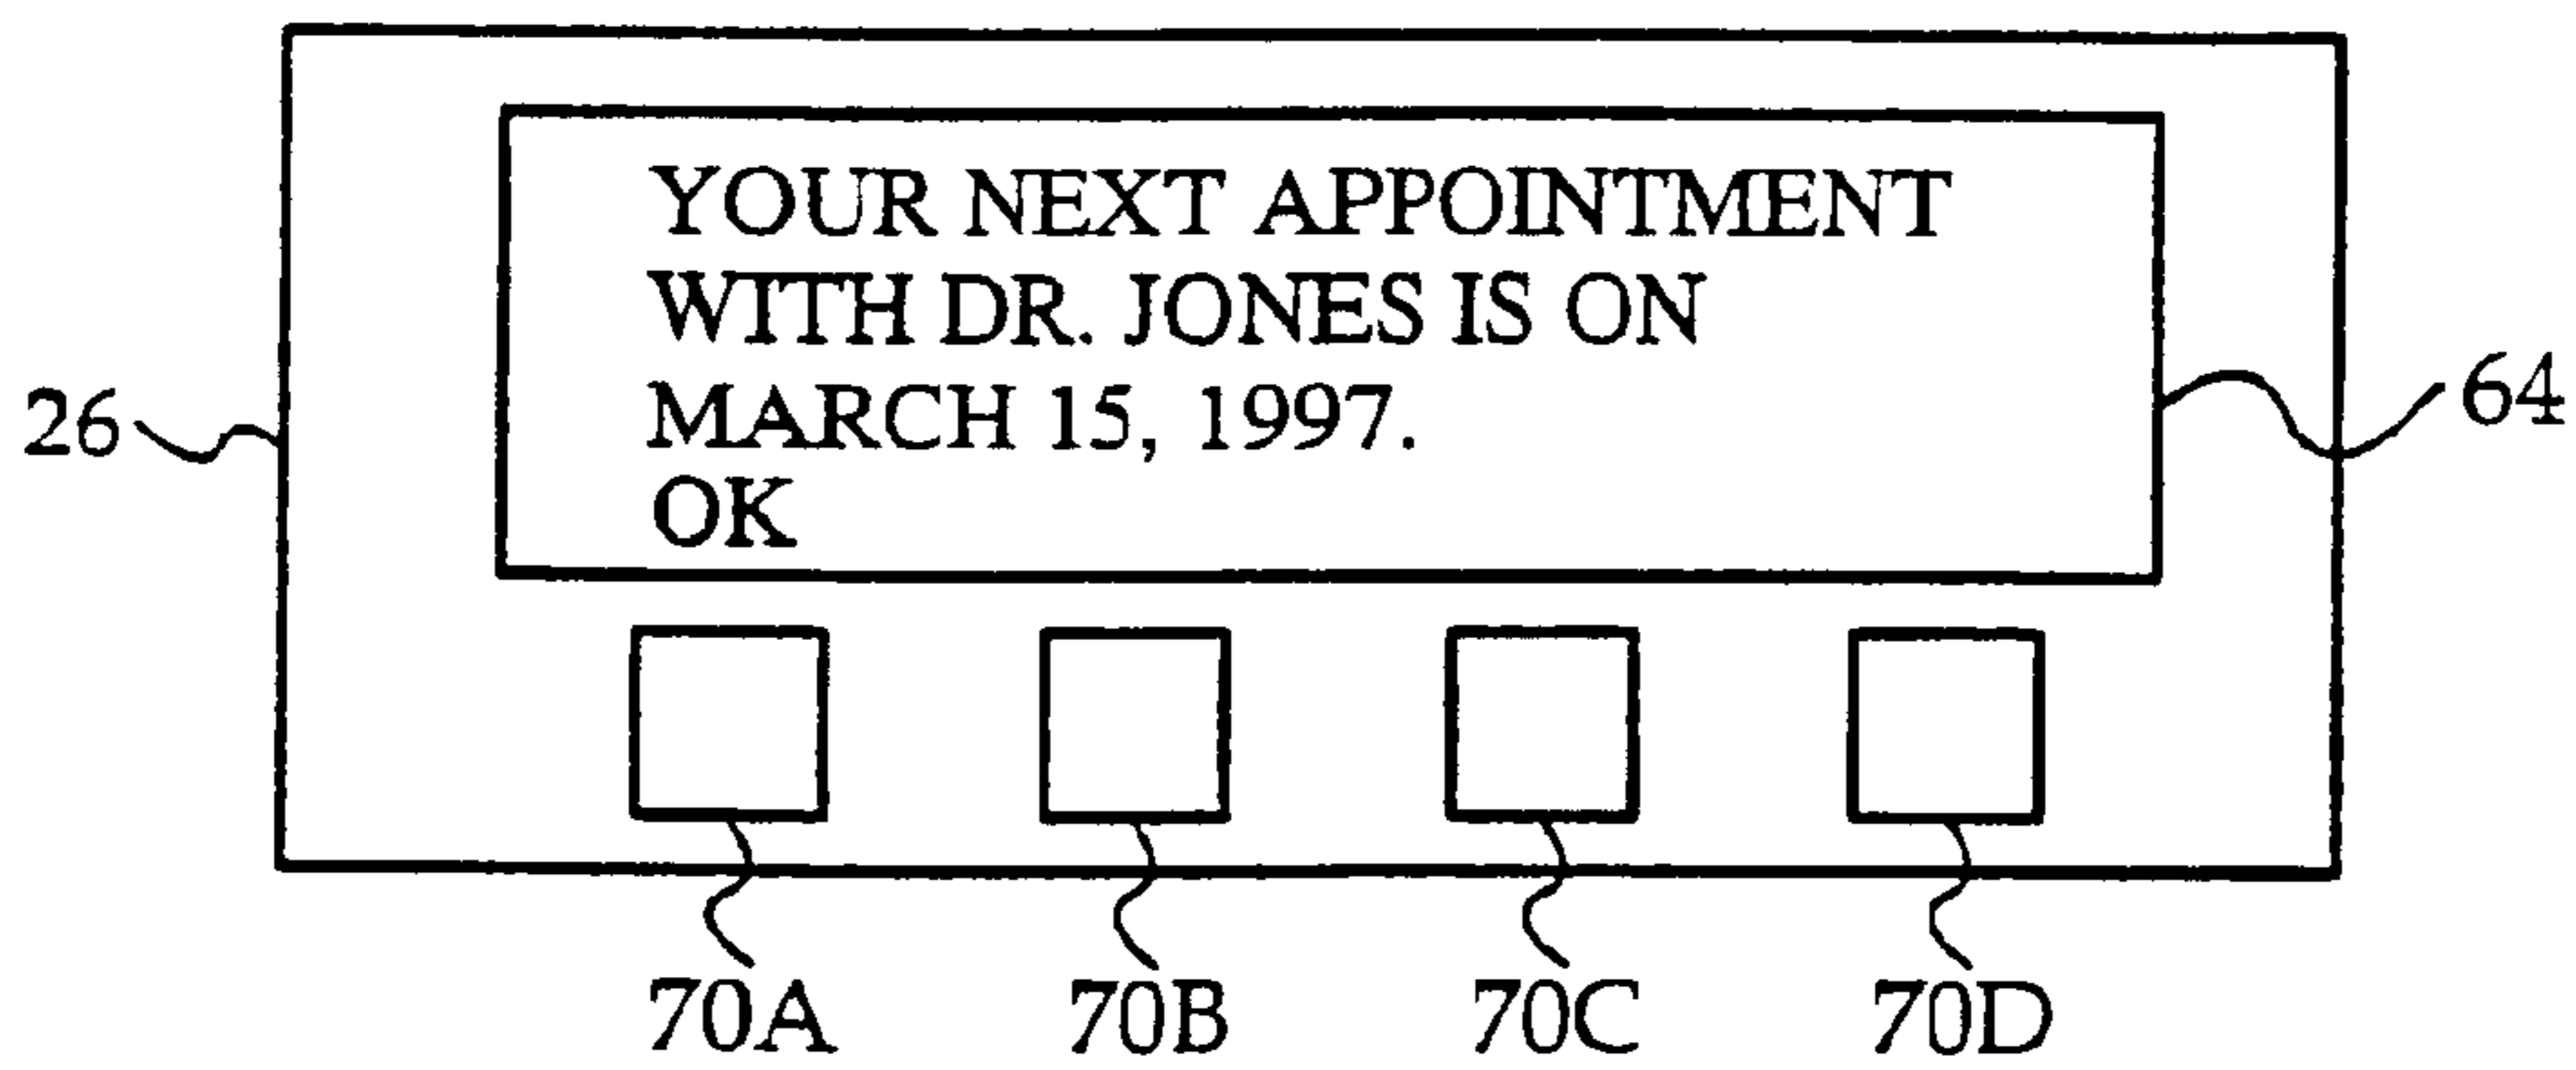 YOUR NEXT APPOINTMENT
WITH DR. JONES IS ON
MARCH 15, 1997.
OK
26
64
70A 70B 70C 70D